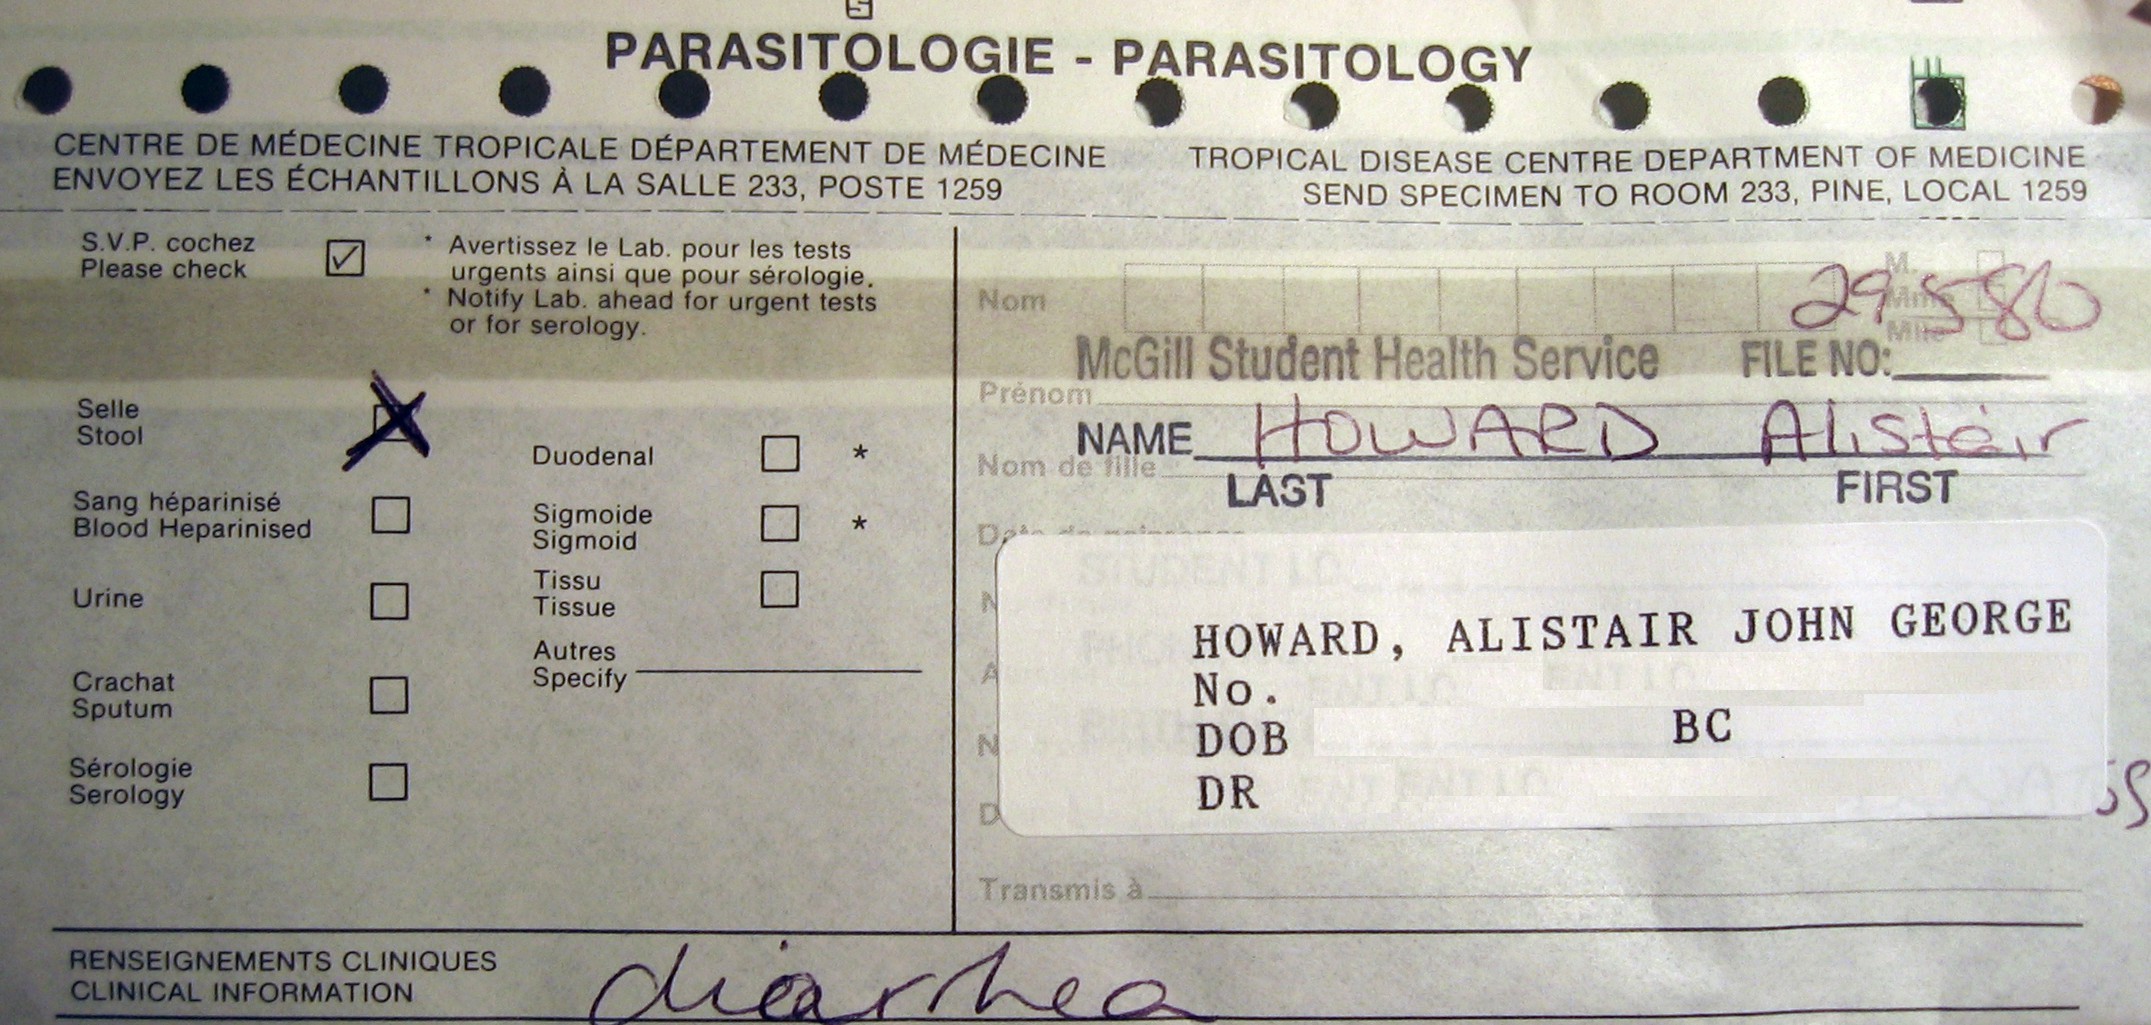 PARASITOLOGIE - PARASITOLOGY
CENTRE DE MÉDECINE TROPICALE DÉPARTEMENT DE MÉDECINE
ENVOYEZ LES ÉCHANTILLONS À LA SALLE 233, POSTE 1259
TROPICAL DISEASE CENTRE DEPARTMENT OF MEDICINE
SEND SPECIMEN TO ROOM 233, PINE, LOCAL 1259
S.V.P. cochez
Please check
* Avertissez le Lab. pour les tests
urgents ainsi que pour sérologie.
* Notify Lab. ahead for urgent tests
or for serology.
Selle
Stool
Sang héparinisé
Blood Heparinised
Urine
Crachat
Sputum
Sérologie
Serology
Duodenal *
Sigmoide
Sigmoid *
Tissu
Tissue
Autres
Specify
Nom
M.
Mme
Mlle
29586
McGill Student Health Service FILE NO:
Prénom
NAME HOWARD Alistair
Nom de fille
LAST FIRST
STUDENT I.D.
HOWARD, ALISTAIR JOHN GEORGE
No.
DOB BC
DR
Transmis à
RENSEIGNEMENTS CLINIQUES
CLINICAL INFORMATION
diarrhea